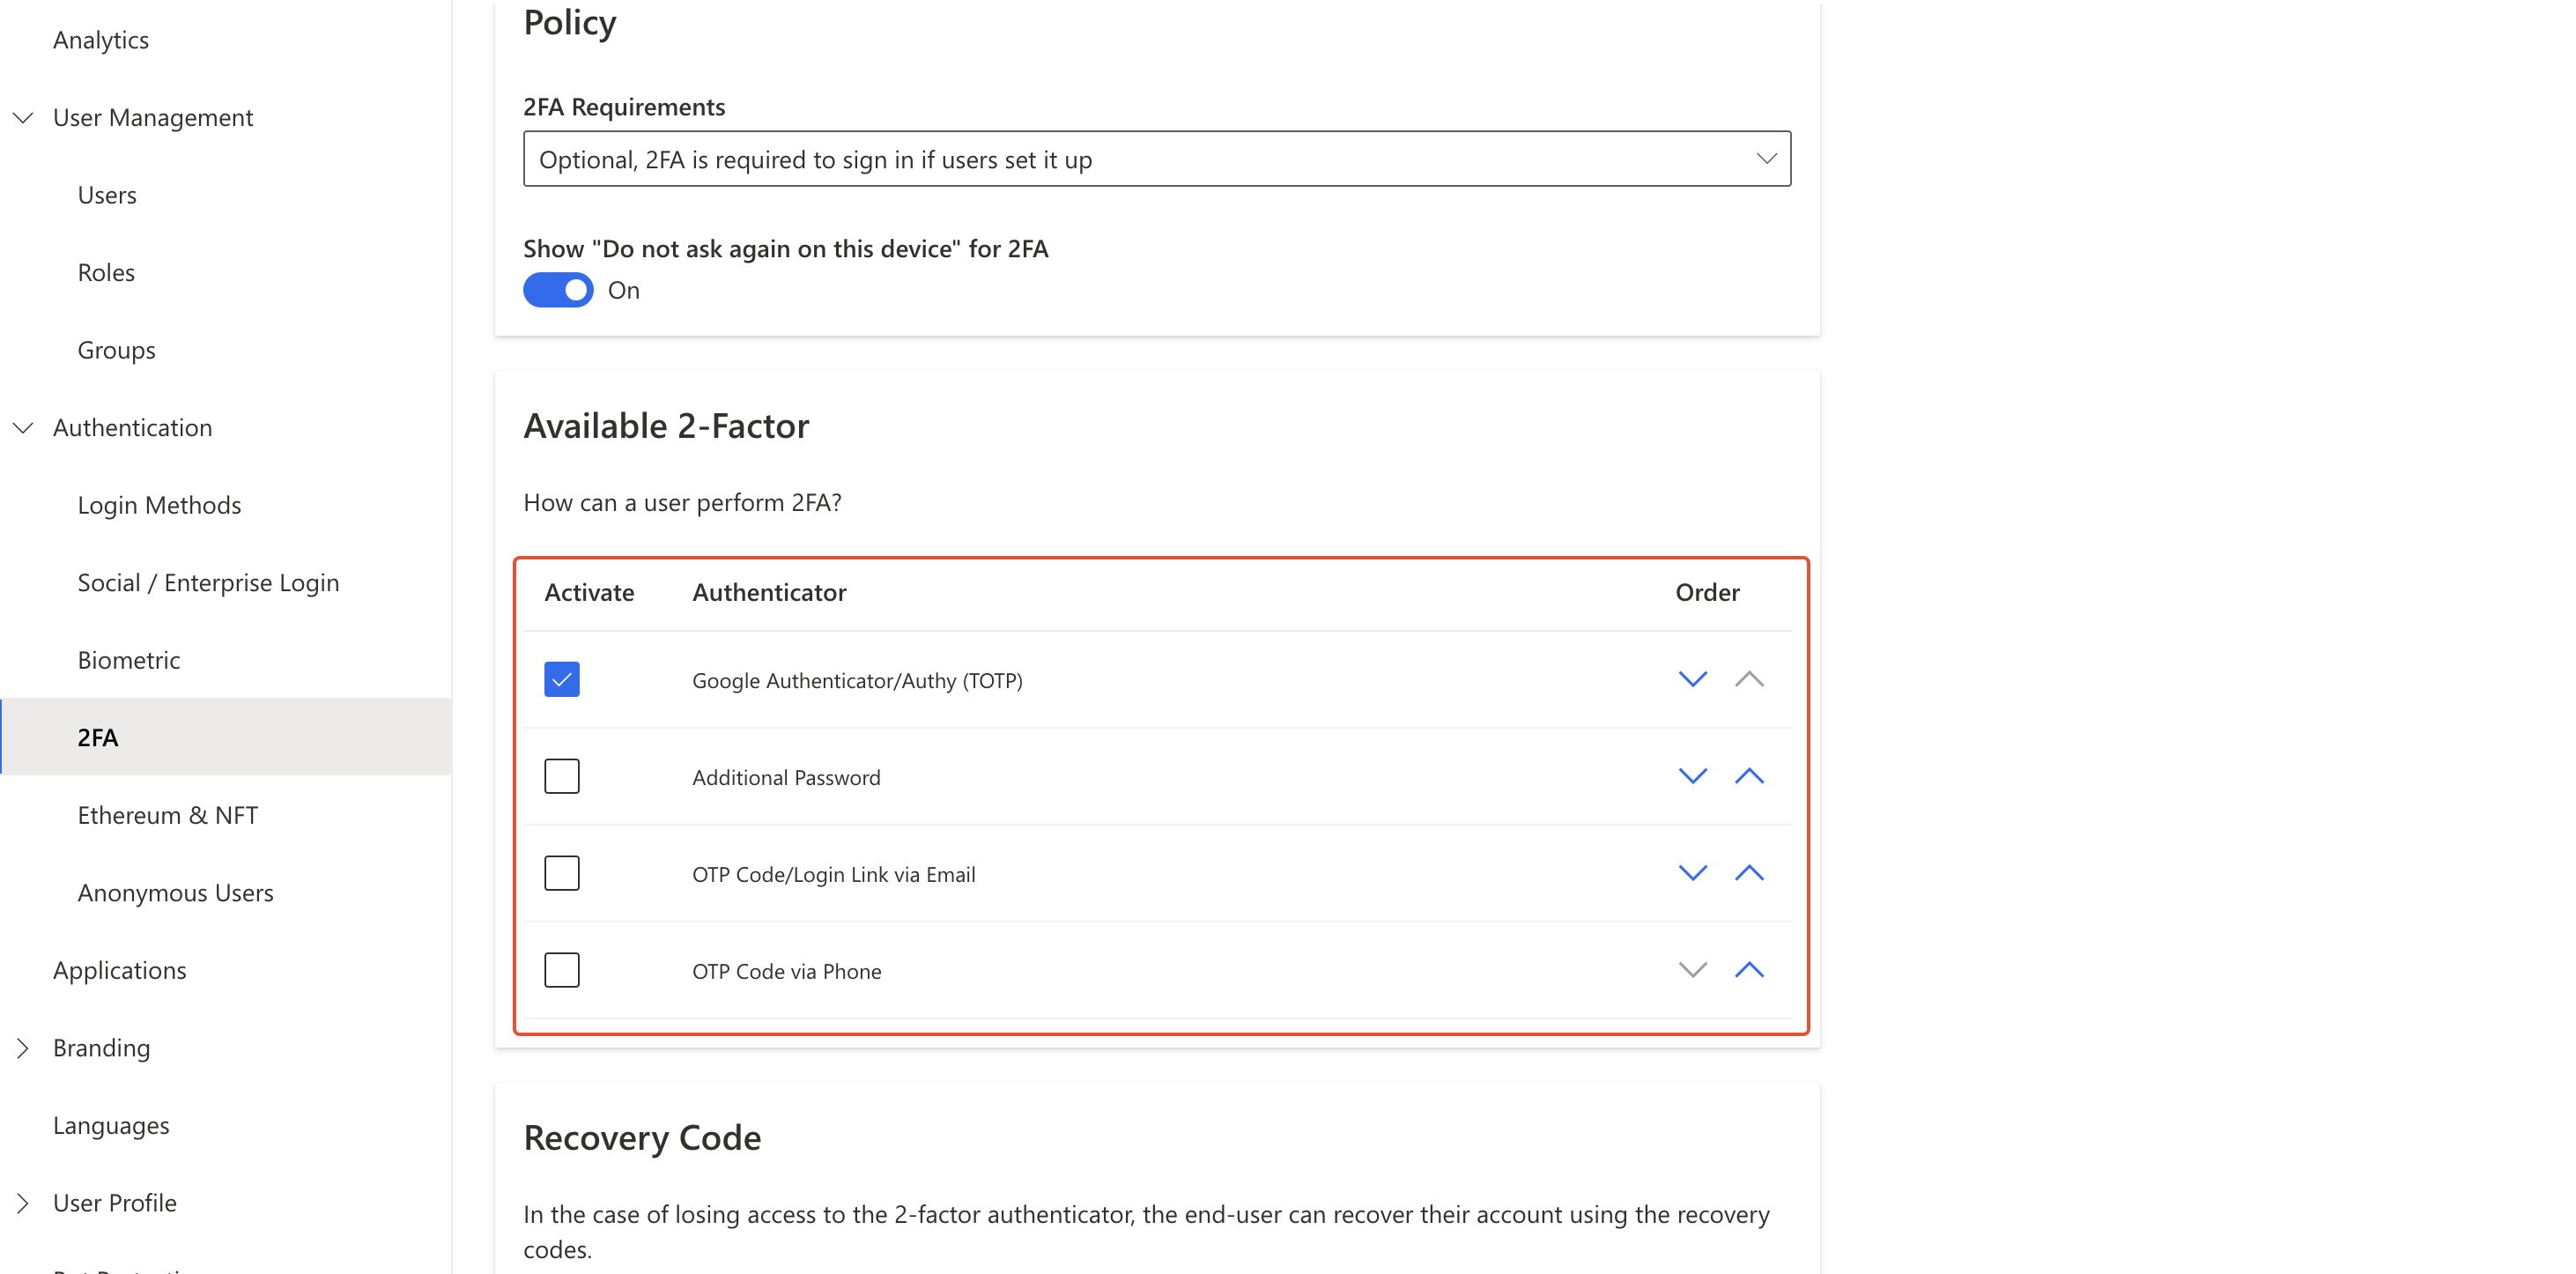 Analytics
User Management
Users
Roles
Groups
Authentication
Login Methods
Social / Enterprise Login
Biometric
2FA
Ethereum & NFT
Anonymous Users
Applications
Branding
Languages
User Profile
Policy
2FA Requirements
Optional, 2FA is required to sign in if users set it up
Show "Do not ask again on this device" for 2FA
On
Available 2-Factor
How can a user perform 2FA?
Activate Authenticator Order
Google Authenticator/Authy (TOTP)
Additional Password
OTP Code/Login Link via Email
OTP Code via Phone
Recovery Code
In the case of losing access to the 2-factor authenticator, the end-user can recover their account using the recovery
codes.